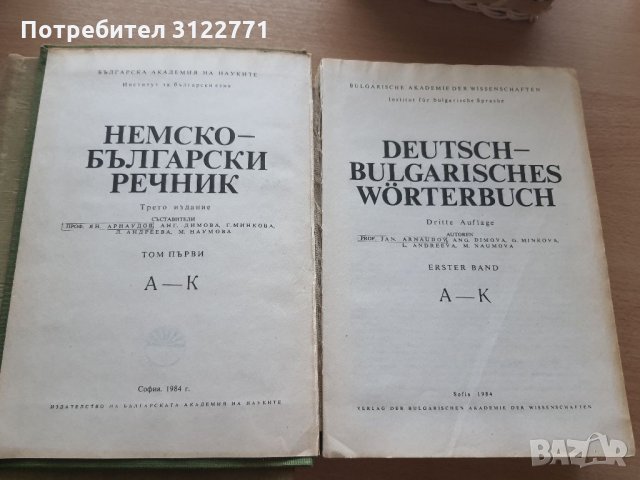 Потребител 3122771
БЪЛГАРСКА АКАДЕМИЯ НА НАУКИТЕ
Институт за български език
НЕМСКО—
БЪЛГАРСКИ
РЕЧНИК
Трето издание
СЪСТАВИТЕЛИ
ПРОФ. ЯН. АРНАУДОВ, АНГ. ДИМОВА, Г. МИНКОВА,
Л. АНДРЕЕВА, М. НАУМОВА
ТОМ ПЪРВИ
А—К
София, 1984 г.
ИЗДАТЕЛСТВО НА БЪЛГАРСКАТА АКАДЕМИЯ НА НАУКИТЕ
BULGARISCHE AKADEMIE DER WISSENSCHAFTEN
Institut für bulgarische Sprache
DEUTSCH—
BULGARISCHES
WÖRTERBUCH
Dritte Auflage
AUTOREN
PROF. JAN. ARNAUDOV, ANG. DIMOVA, G. MINKOVA,
L. ANDREEVA, M. NAUMOVA
ERSTER BAND
A—K
Sofia 1984
VERLAG DER BULGARISCHEN AKADEMIE DER WISSENSCHAFTEN
BAZAR